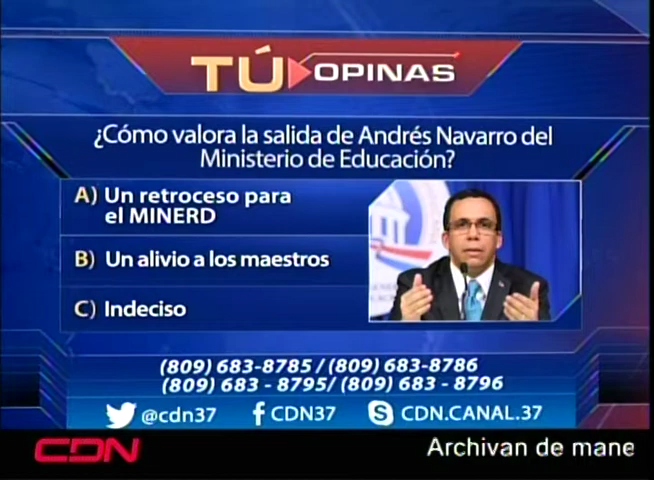 TÚ OPINAS
¿Cómo valora la salida de Andrés Navarro del
Ministerio de Educación?
A) Un retroceso para
el MINERD
B) Un alivio a los maestros
C) Indeciso
(809) 683-8785 / (809) 683-8786
(809) 683 - 8795/ (809) 683 - 8796
@cdn37 CDN37 CDN.CANAL.37
CDN Archivan de mane